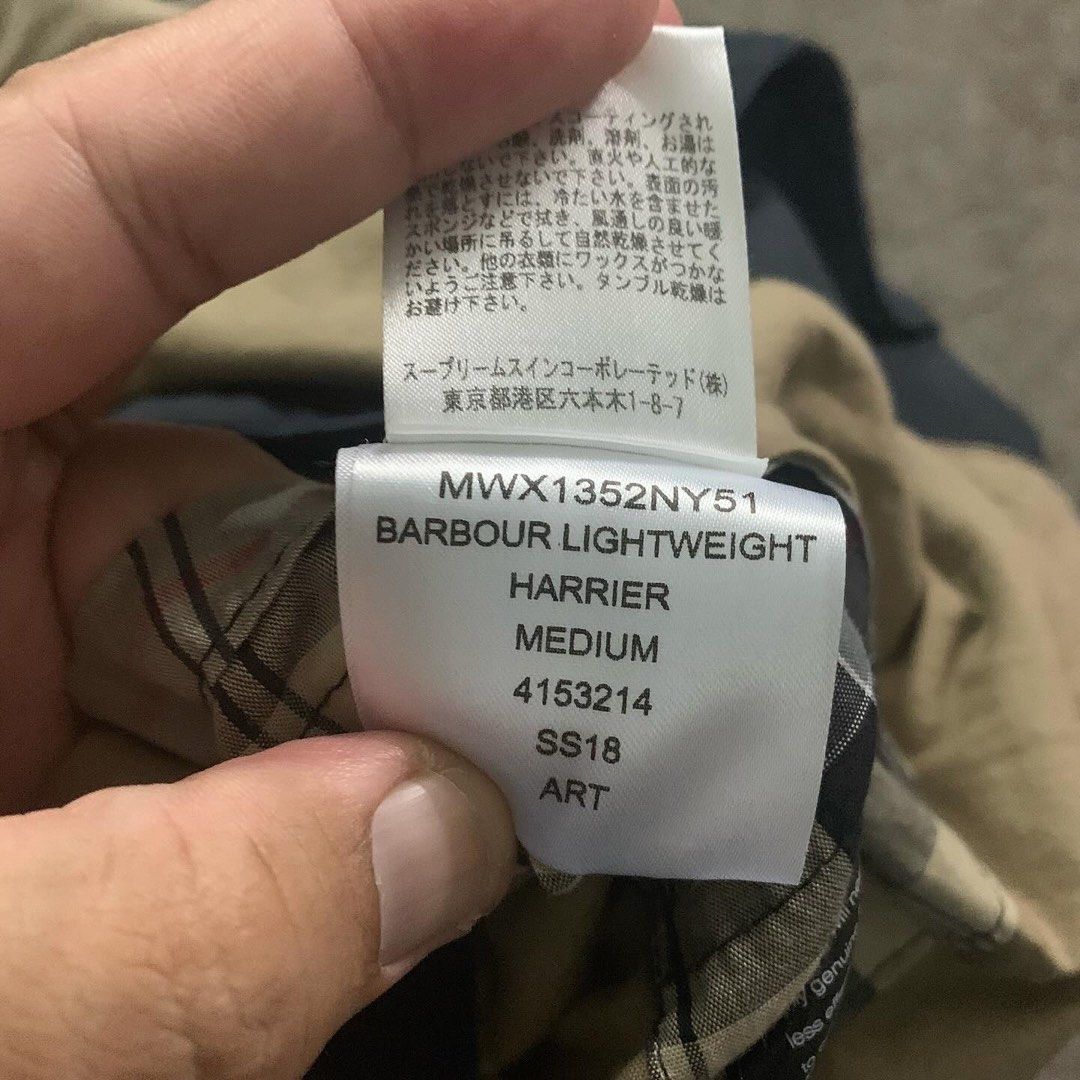 スコーティングされ
洗剤、溶剤、お湯は
しないで下さい。直火や人工的な
で乾燥させないで下さい。表面の汚
落とすには、冷たい水を含ませた
スポンジなどで拭き、風通しの良い暖
かい場所に吊るして自然乾燥させてく
ださい。他の衣類にワックスがつかな
いようご注意下さい。タンブル乾燥は
お避け下さい。
スープリームスインコーポレーテッド(株)
東京都港区六本木1-8-7
MWX1352NY51
BARBOUR LIGHTWEIGHT
HARRIER
MEDIUM
4153214
SS18
ART
genu
less
to